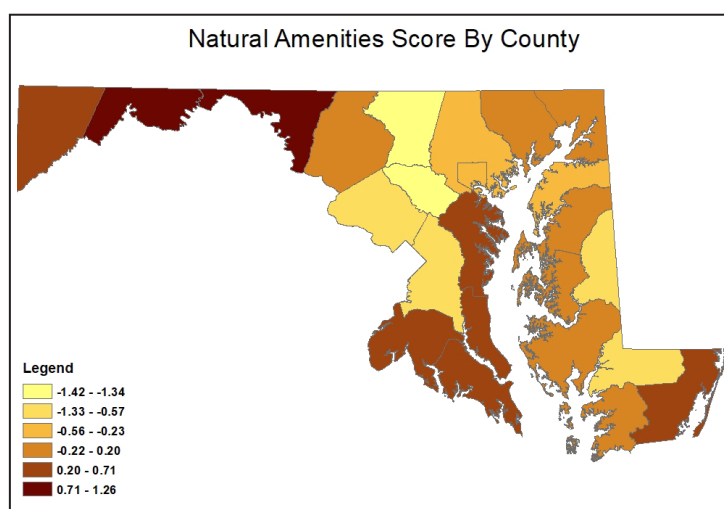 Natural Amenities Score By County
Legend
-1.42 - -1.34
-1.33 - -0.57
-0.56 - -0.23
-0.22 - 0.20
0.20 - 0.71
0.71 - 1.26